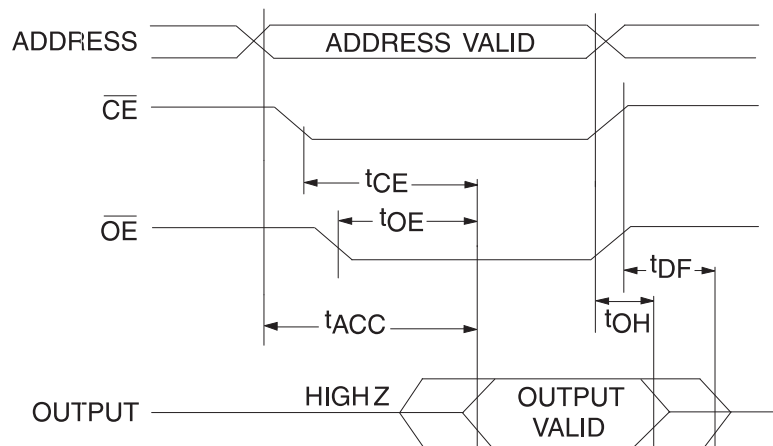 ADDRESS ADDRESS VALID
CE
tCE
OE
tOE
tDF
tACC
tOH
OUTPUT HIGH Z OUTPUT
VALID